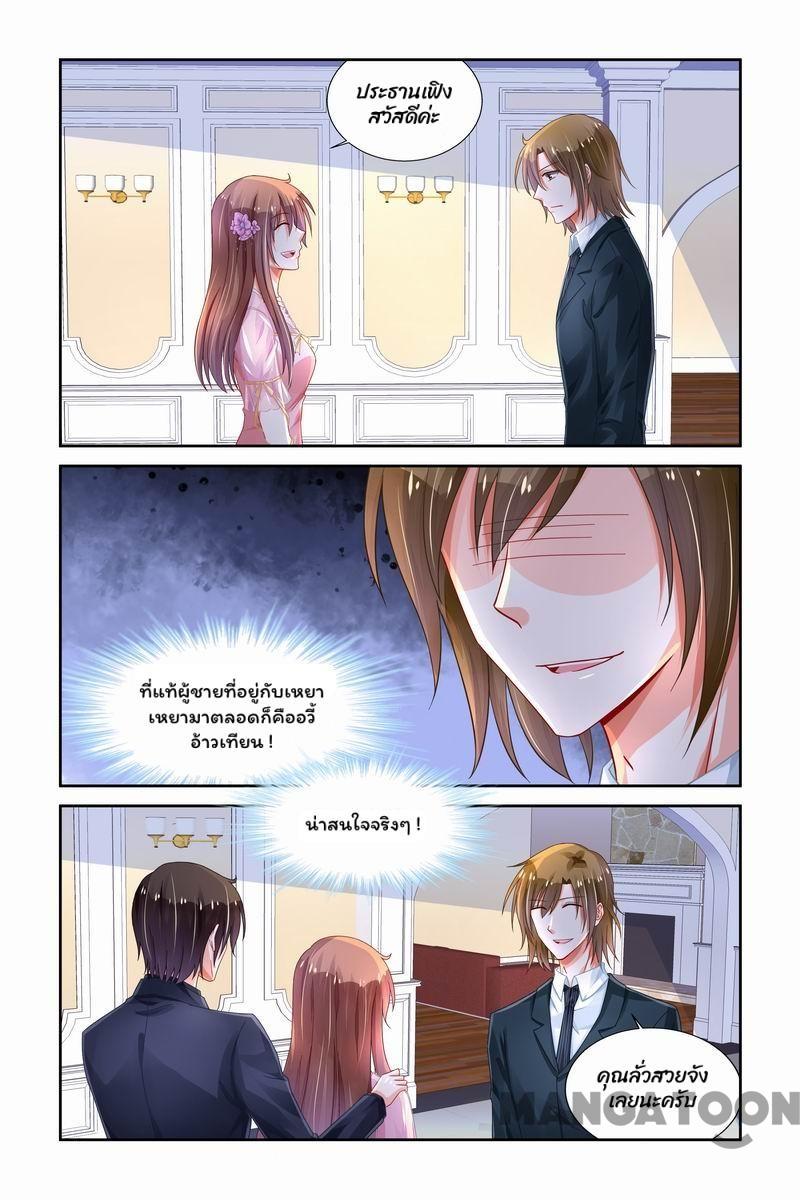 ประธานเฟิง
สวัสดีค่ะ
ที่แท้ผู้ชายที่อยู่กับเหยา
เหยามาตลอดก็คืออวี้
อ้าวเทียน !
น่าสนใจจริงๆ !
คุณลั่วสวยจัง
เลยนะครับ
MANGATOON